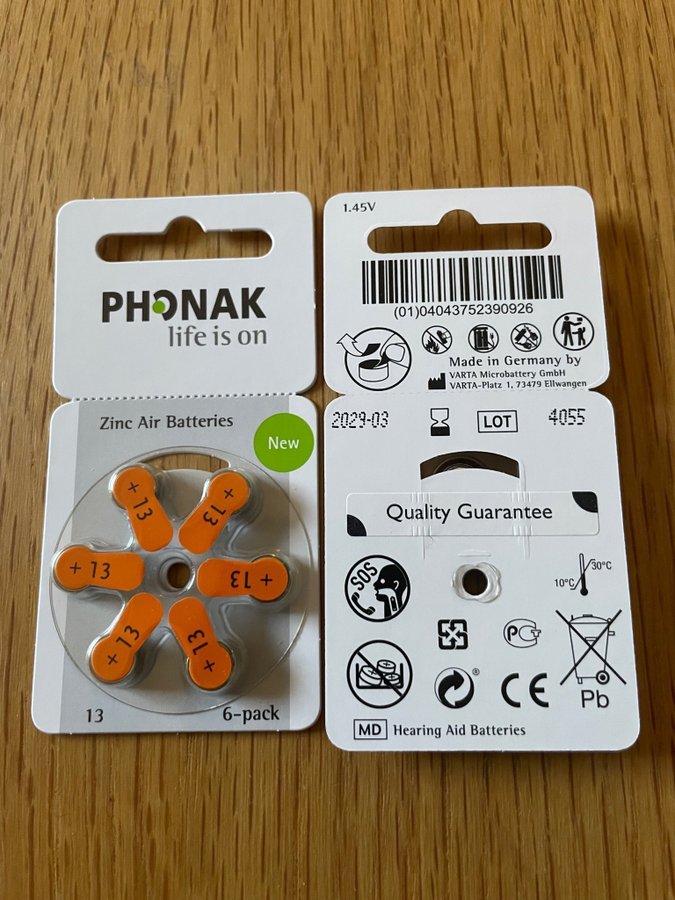 PHONAK
life is on
Zinc Air Batteries
New
+ 13
+ 13
+ 13
+ 13
+ 13
+ 13
13
6-pack
1.45V
(01)04043752390926
Made in Germany by
VARTA Microbattery GmbH
VARTA-Platz 1, 73479 Ellwangen
2029-03
LOT
4055
Quality Guarantee
SOS
10°C
30°C
PG
®
CE
Pb
MD Hearing Aid Batteries